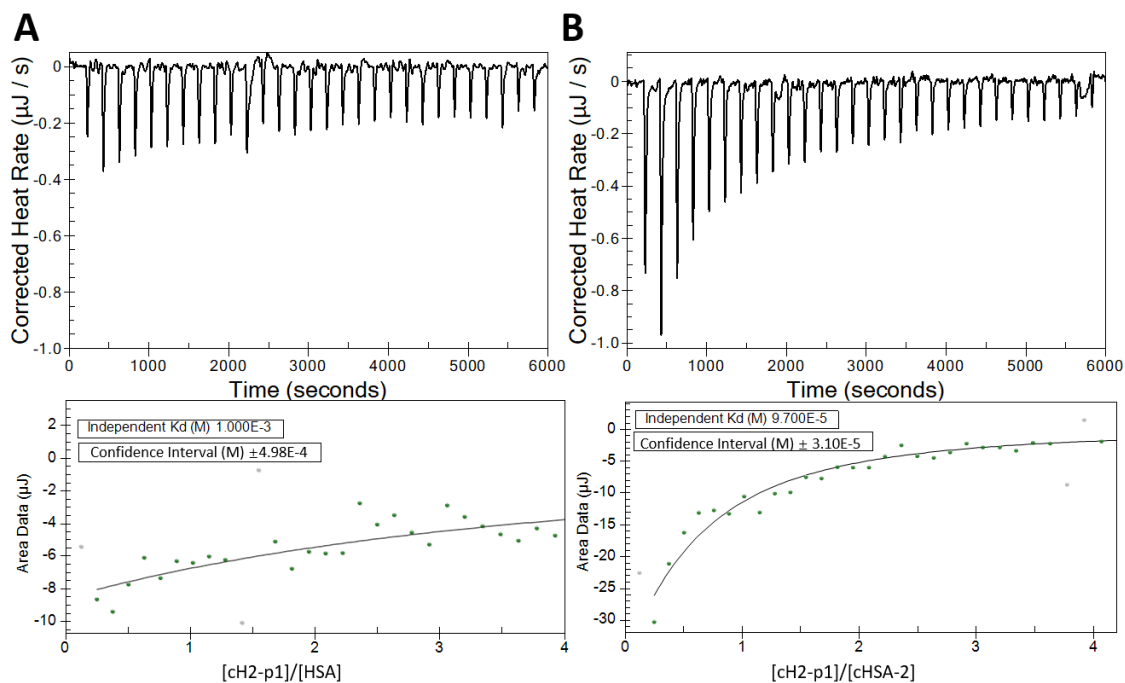 A
Corrected Heat Rate (µJ / s)
0
-0.2
-0.4
-0.6
-0.8
-1.0
0 1000 2000 3000 4000 5000 6000
Time (seconds)
Independent Kd (M) 1.000E-3
Confidence Interval (M) ±4.98E-4
Area Data (µJ)
2
0
-2
-4
-6
-8
-10
0 1 2 3 4
[cH2-p1]/[HSA]
B
Corrected Heat Rate (µJ / s)
0
-0.2
-0.4
-0.6
-0.8
-1.0
0 1000 2000 3000 4000 5000 6000
Time (seconds)
Independent Kd (M) 9.700E-5
Confidence Interval (M) ± 3.10E-5
Area Data (µJ)
0
-5
-10
-15
-20
-25
-30
0 1 2 3 4
[cH2-p1]/[cHSA-2]